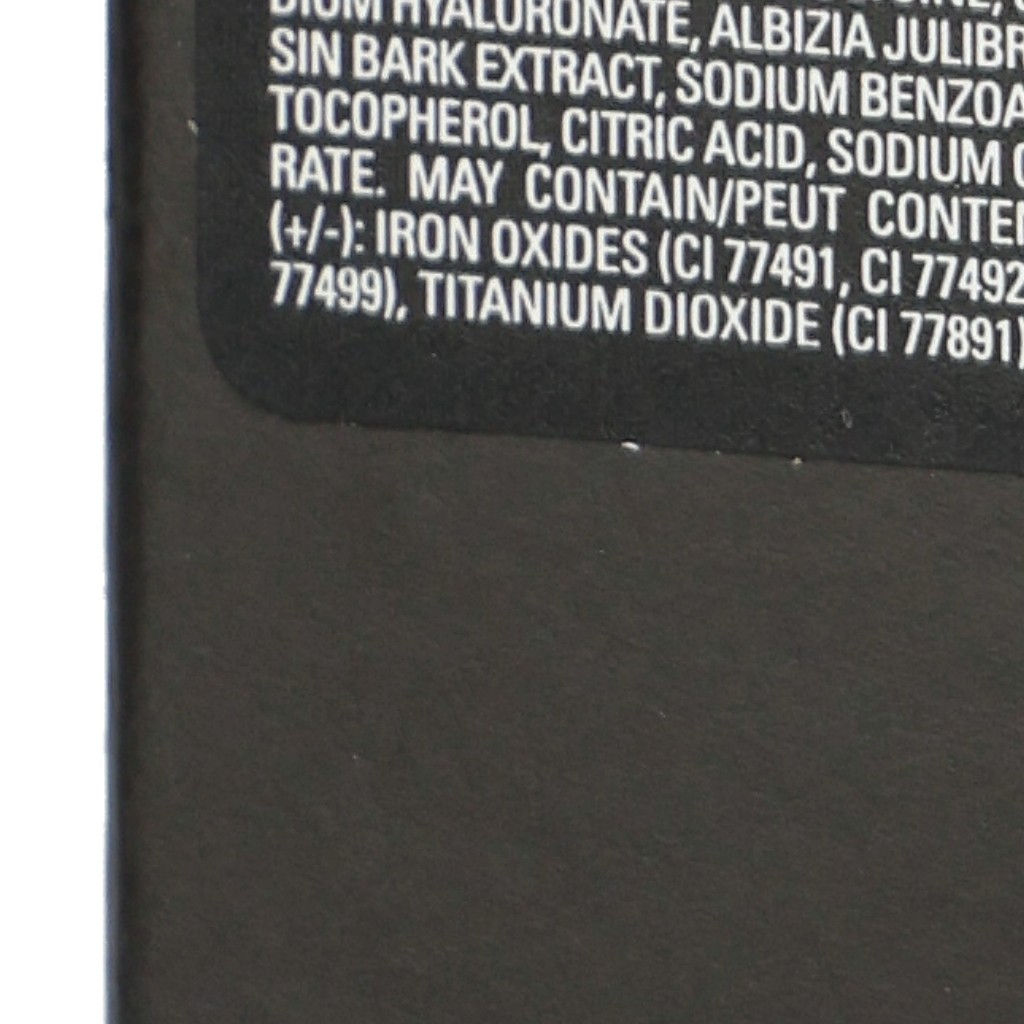 DIUM HYALURONATE, ALBIZIA JULIBR
SIN BARK EXTRACT, SODIUM BENZOA
TOCOPHEROL, CITRIC ACID, SODIUM
RATE. MAY CONTAIN/PEUT CONTE
(+/-): IRON OXIDES (CI 77491, CI 77492
77499), TITANIUM DIOXIDE (CI 77891)